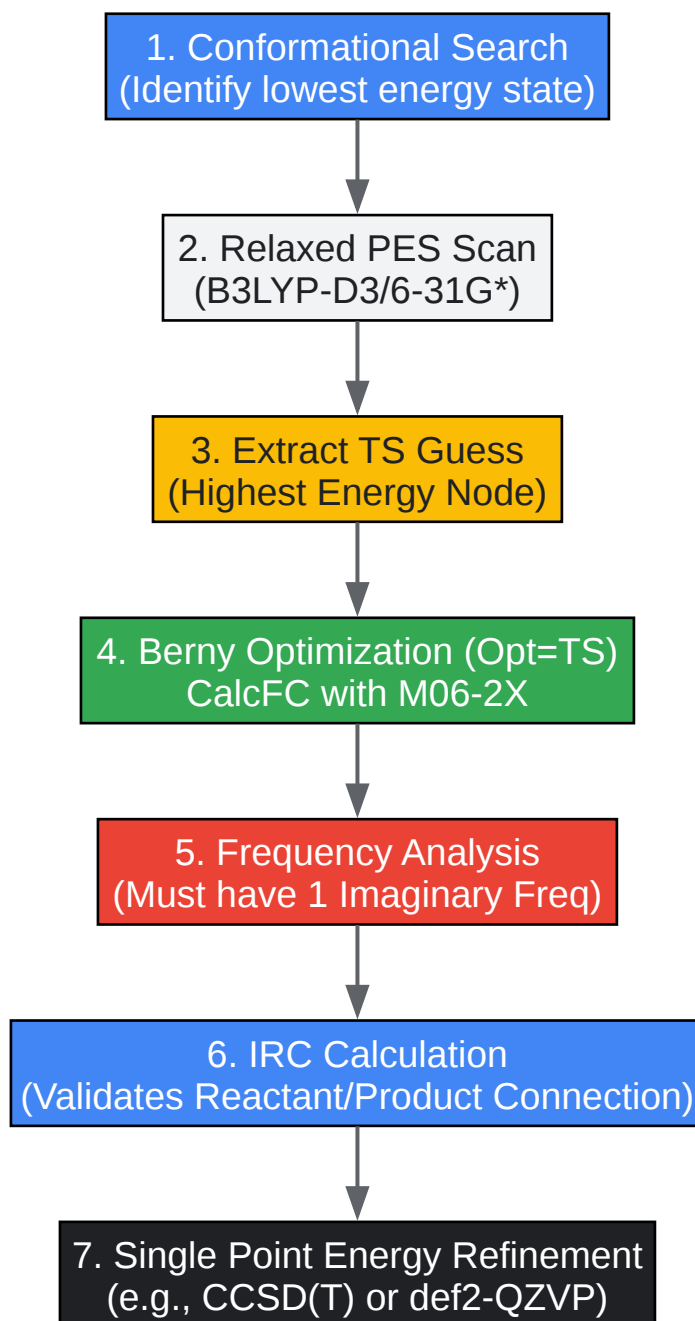 1. Conformational Search
(Identify lowest energy state)
2. Relaxed PES Scan
(B3LYP-D3/6-31G*)
3. Extract TS Guess
(Highest Energy Node)
4. Berny Optimization (Opt=TS)
CalcFC with M06-2X
5. Frequency Analysis
(Must have 1 Imaginary Freq)
6. IRC Calculation
(Validates Reactant/Product Connection)
7. Single Point Energy Refinement
(e.g., CCSD(T) or def2-QZVP)